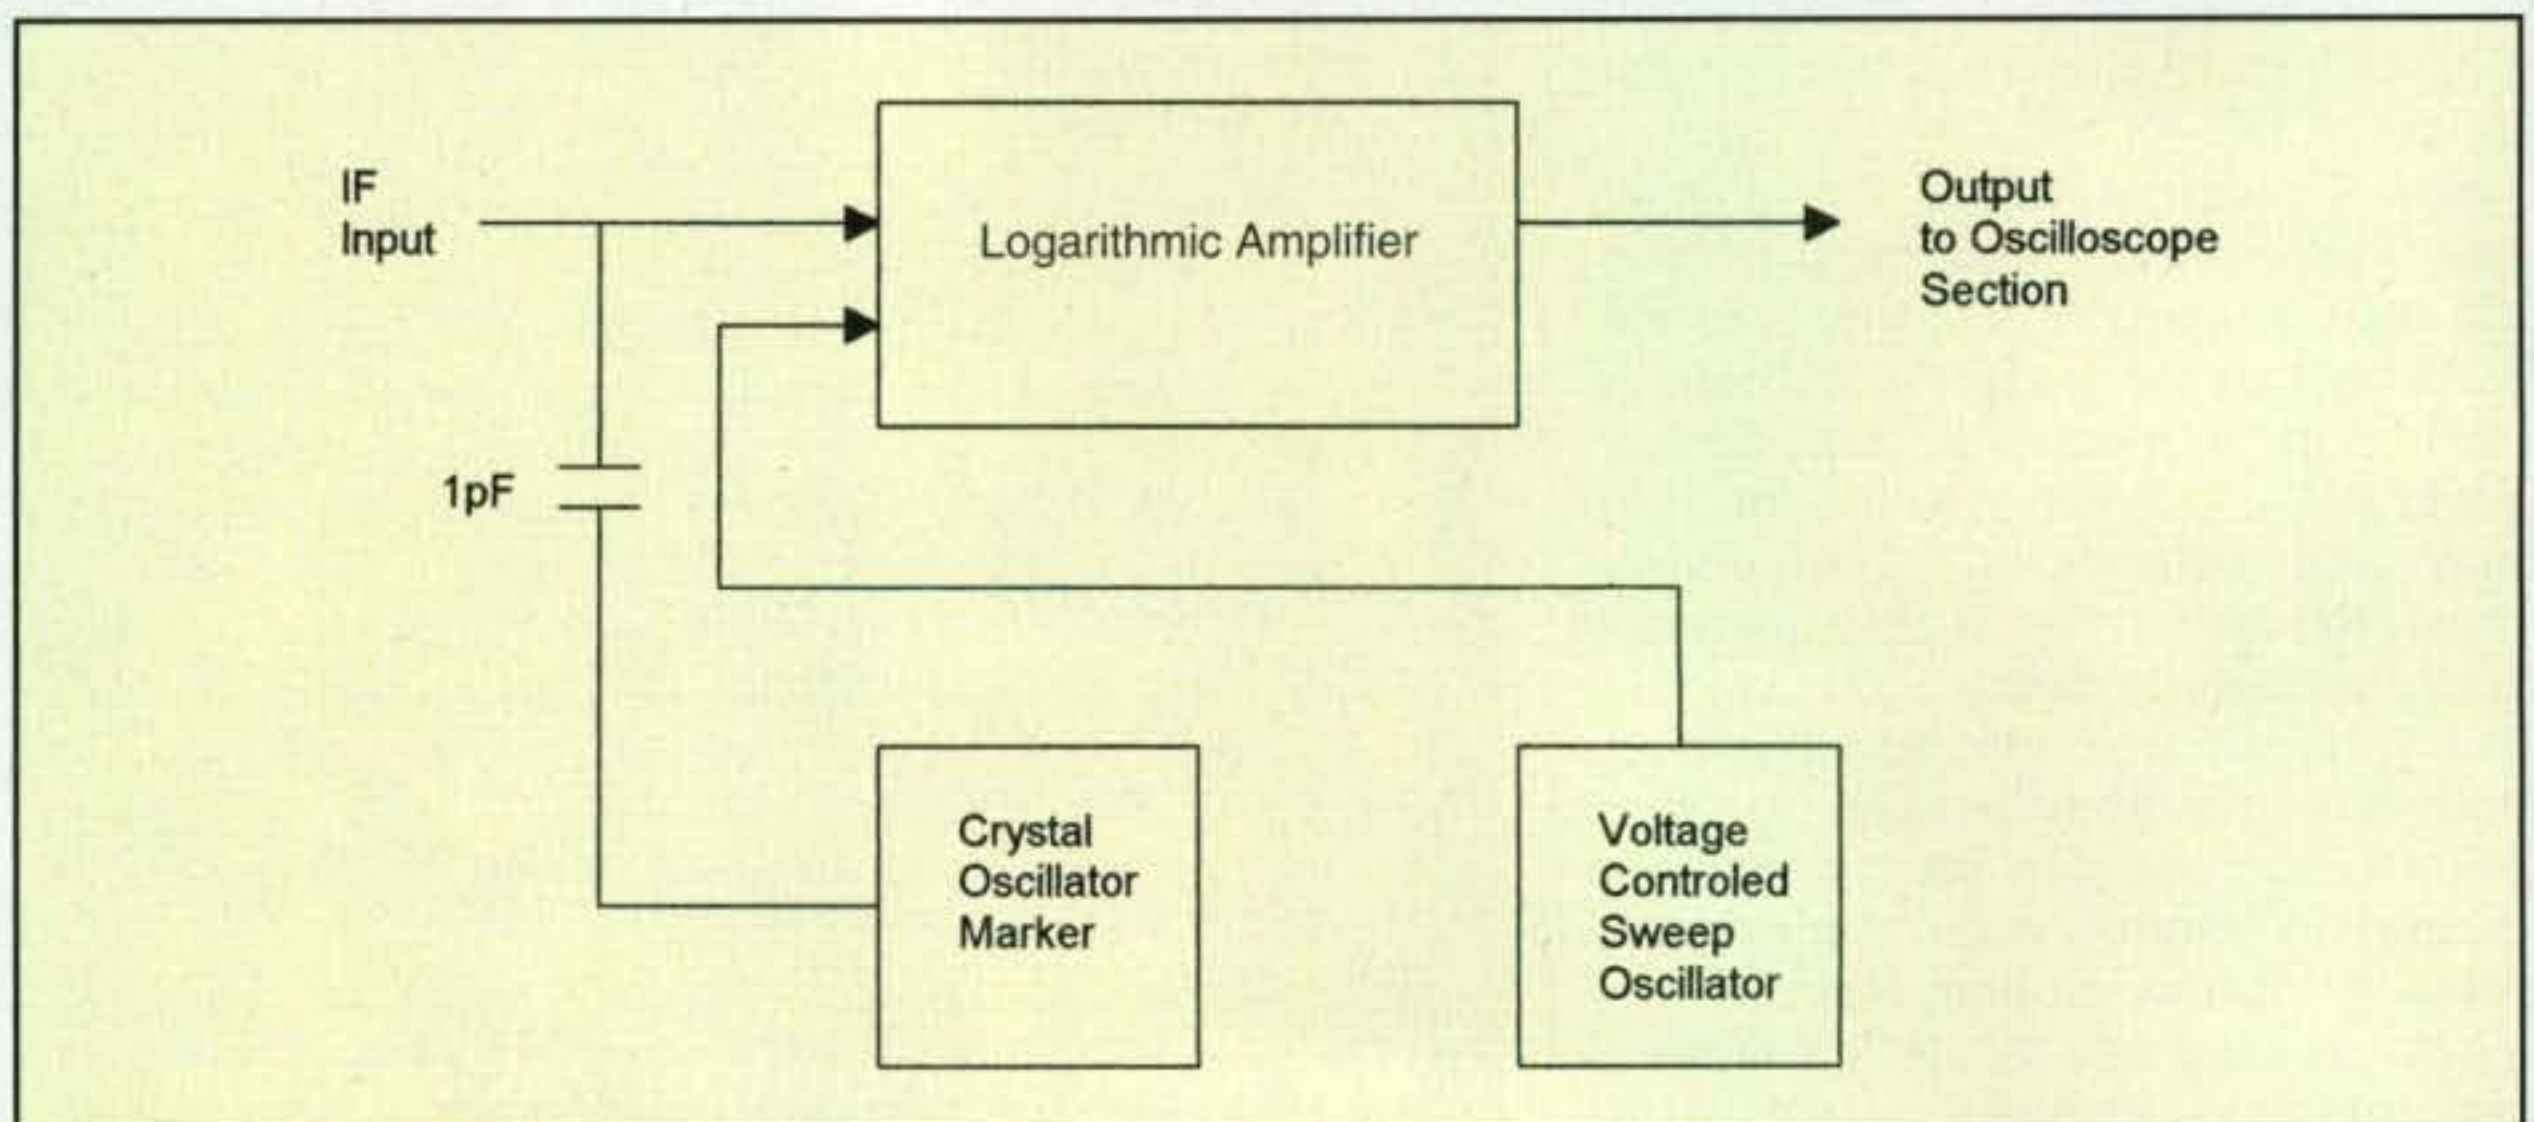 IF
Input
Logarithmic Amplifier
Output
to Oscilloscope
Section
1pF
Crystal
Oscillator
Marker
Voltage
Controled
Sweep
Oscillator